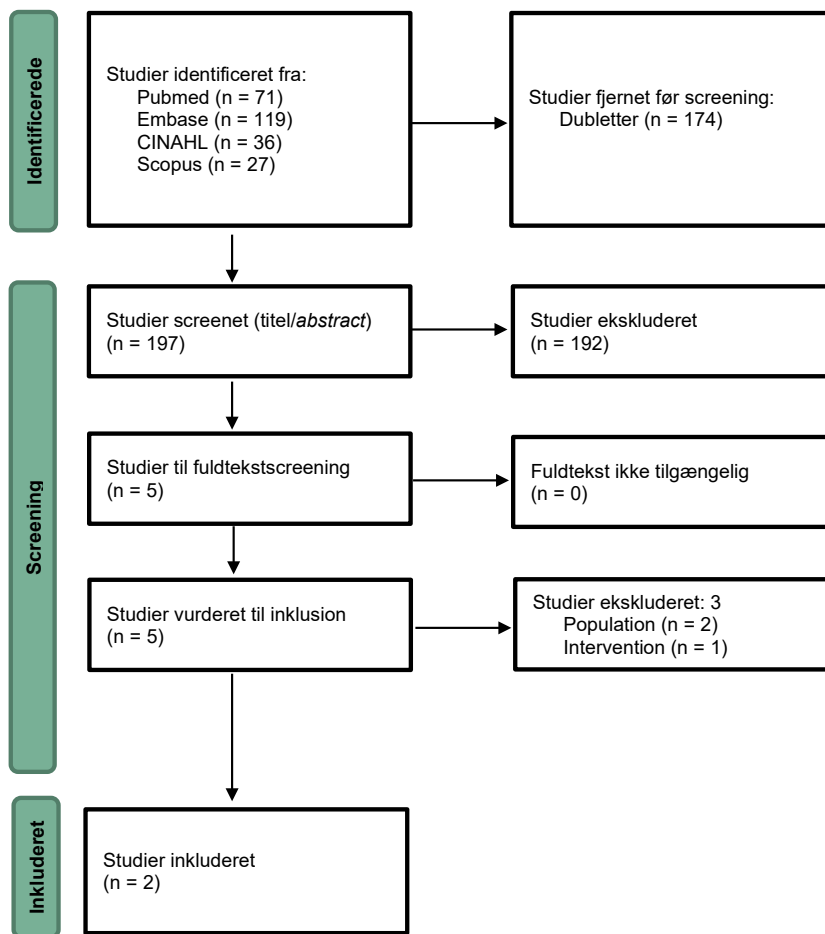 Identificerede
Studier identificeret fra:
Pubmed (n = 71)
Embase (n = 119)
CINAHL (n = 36)
Scopus (n = 27)
Studier fjernet før screening:
Dubletter (n = 174)
Screening
Studier screenet (titel/abstract)
(n = 197)
Studier ekskluderet
(n = 192)
Studier til fuldtekstscreening
(n = 5)
Fuldtekst ikke tilgængelig
(n = 0)
Studier vurderet til inklusion
(n = 5)
Studier ekskluderet: 3
Population (n = 2)
Intervention (n = 1)
Inkluderet
Studier inkluderet
(n = 2)